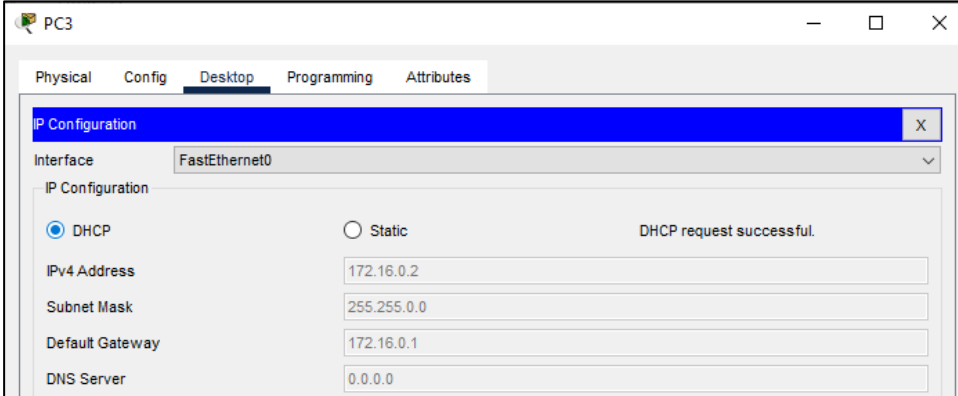 PC3
Physical Config Desktop Programming Attributes
IP Configuration X
Interface FastEthernet0
IP Configuration
DHCP Static DHCP request successful.
IPv4 Address 172.16.0.2
Subnet Mask 255.255.0.0
Default Gateway 172.16.0.1
DNS Server 0.0.0.0